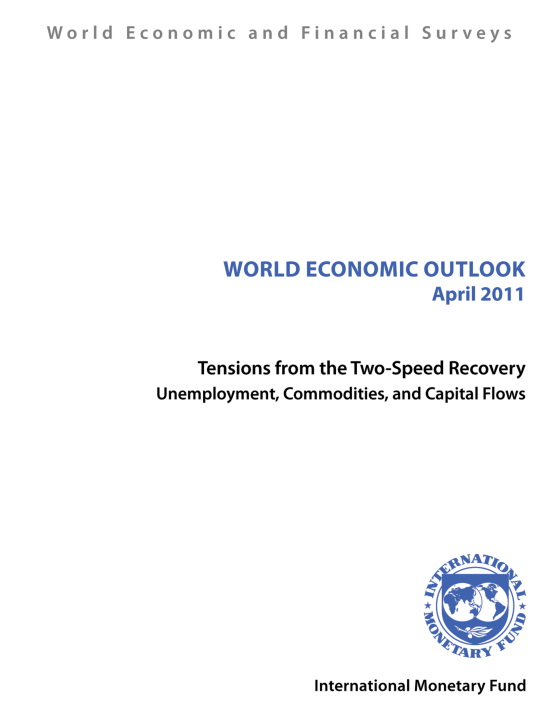 World Economic and Financial Surveys
WORLD ECONOMIC OUTLOOK
April 2011
Tensions from the Two-Speed Recovery
Unemployment, Commodities, and Capital Flows
INTERNATIONAL MONETARY FUND
International Monetary Fund